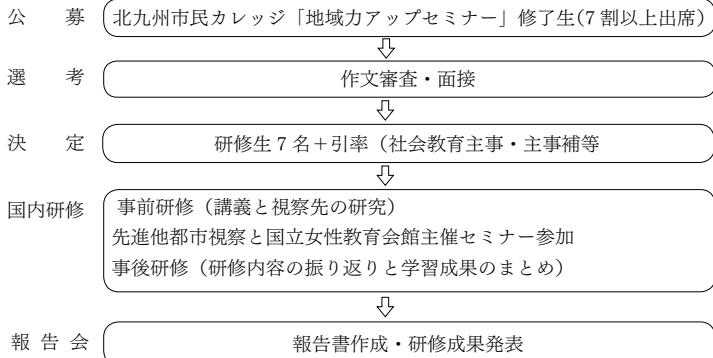 公募 北九州市民カレッジ「地域力アップセミナー」修了生(7割以上出席)
選考 作文審査・面接
決定 研修生7名＋引率（社会教育主事・主事補等
国内研修 事前研修（講義と視察先の研究）
先進他都市視察と国立女性教育会館主催セミナー参加
事後研修（研修内容の振り返りと学習成果のまとめ）
報告会 報告書作成・研修成果発表